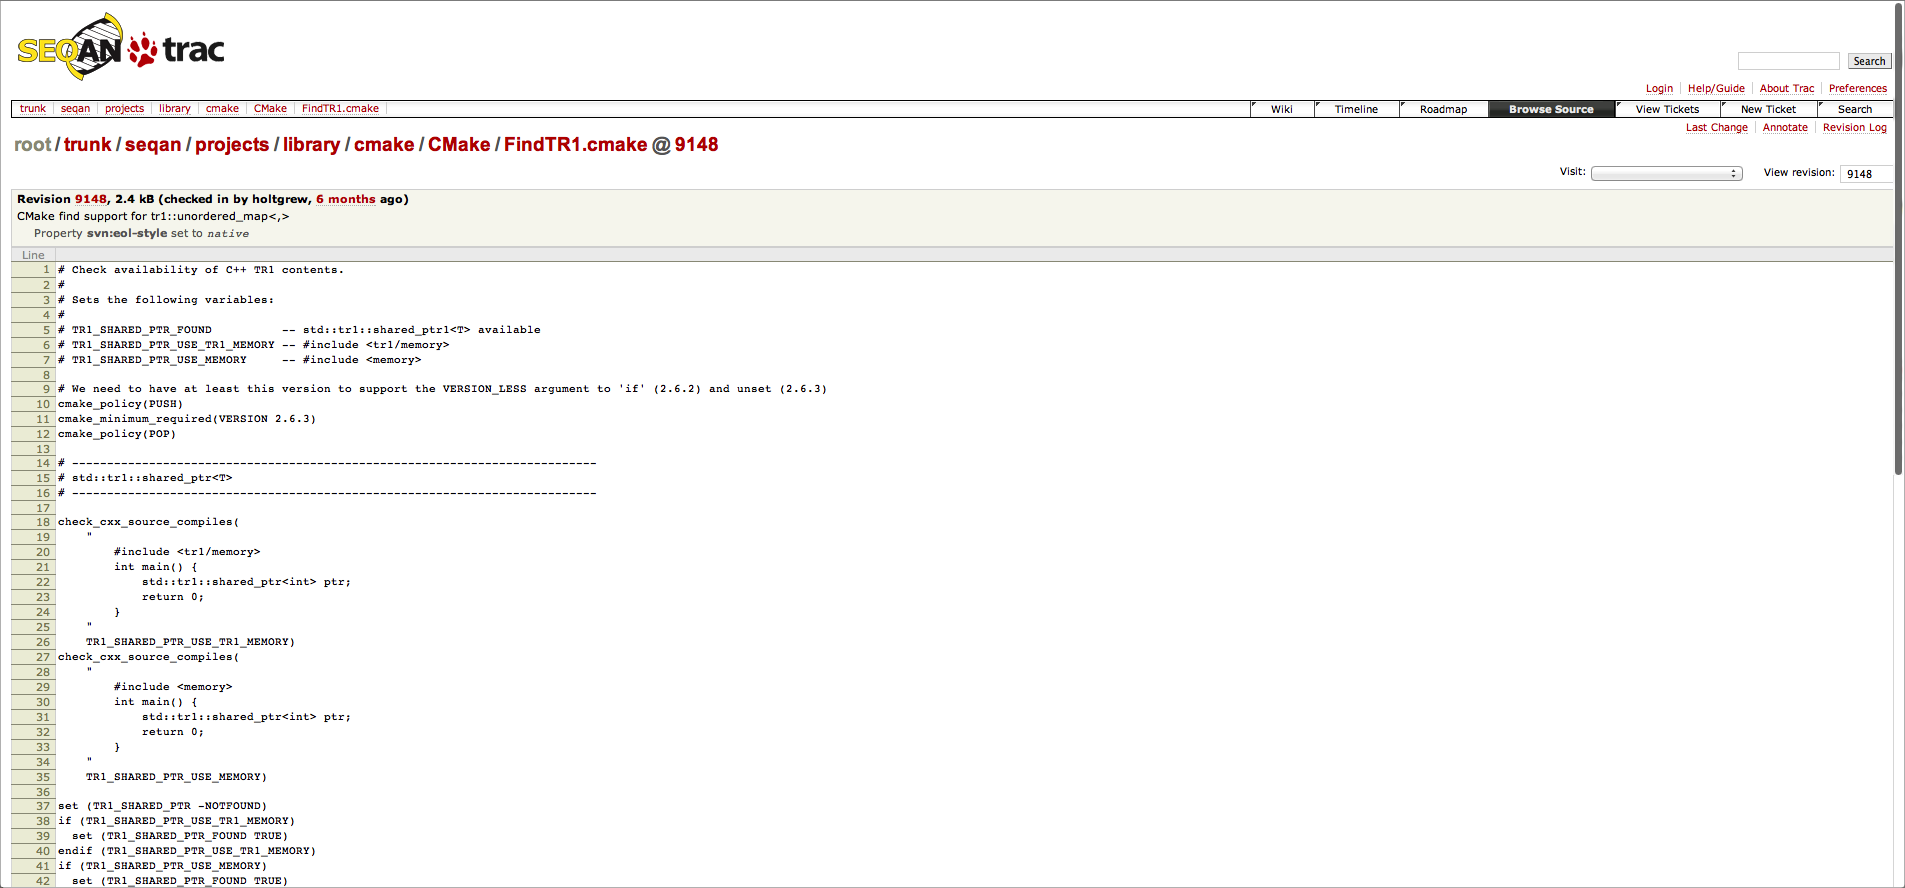 SEQAN trac
Search
Login Help/Guide About Trac Preferences
trunk seqan projects library cmake CMake FindTR1.cmake
Wiki Timeline Roadmap Browse Source View Tickets New Ticket Search
Last Change Annotate Revision Log
root / trunk / seqan / projects / library / cmake / CMake / FindTR1.cmake @ 9148
Visit: View revision: 9148
Revision 9148, 2.4 kB (checked in by holtgrew, 6 months ago)
CMake find support for tr1::unordered_map<,>
Property svn:eol-style set to native
Line
1 # Check availability of C++ TR1 contents.
2 #
3 # Sets the following variables:
4 #
5 # TR1_SHARED_PTR_FOUND          -- std::tr1::shared_ptr1<T> available
6 # TR1_SHARED_PTR_USE_TR1_MEMORY -- #include <tr1/memory>
7 # TR1_SHARED_PTR_USE_MEMORY     -- #include <memory>
8
9 # We need to have at least this version to support the VERSION_LESS argument to 'if' (2.6.2) and unset (2.6.3)
10 cmake_policy(PUSH)
11 cmake_minimum_required(VERSION 2.6.3)
12 cmake_policy(POP)
13
14 # ---------------------------------------------------------------------------
15 # std::tr1::shared_ptr<T>
16 # ---------------------------------------------------------------------------
17
18 check_cxx_source_compiles(
19     "
20         #include <tr1/memory>
21         int main() {
22             std::tr1::shared_ptr<int> ptr;
23             return 0;
24         }
25     "
26     TR1_SHARED_PTR_USE_TR1_MEMORY)
27 check_cxx_source_compiles(
28     "
29         #include <memory>
30         int main() {
31             std::tr1::shared_ptr<int> ptr;
32             return 0;
33         }
34     "
35     TR1_SHARED_PTR_USE_MEMORY)
36
37 set (TR1_SHARED_PTR -NOTFOUND)
38 if (TR1_SHARED_PTR_USE_TR1_MEMORY)
39   set (TR1_SHARED_PTR_FOUND TRUE)
40 endif (TR1_SHARED_PTR_USE_TR1_MEMORY)
41 if (TR1_SHARED_PTR_USE_MEMORY)
42   set (TR1_SHARED_PTR_FOUND TRUE)